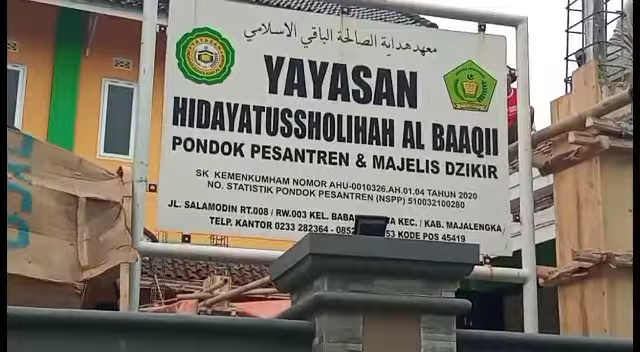 معهد هداية الصالحة الباقي الاسلامي
YAYASAN
HIDAYATUSSHOLIHAH AL BAAQII
PONDOK PESANTREN & MAJELIS DZIKIR
SK KEMENKUMHAM NOMOR AHU-0010326.AH.01.04 TAHUN 2020
NO. STATISTIK PONDOK PESANTREN (NSPP) 510032100280
JL. SALAMODIN RT.008 / RW.003 KEL. KEC. / KAB. MAJALENGKA
TELP. KANTOR 0233 282364 - KODE POS 45419